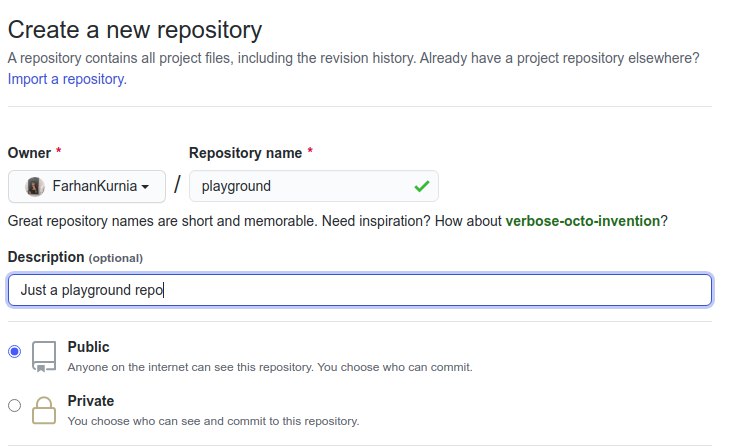 Create a new repository
A repository contains all project files, including the revision history. Already have a project repository elsewhere?
Import a repository.
Owner * Repository name *
FarhanKurnia / playground
Great repository names are short and memorable. Need inspiration? How about verbose-octo-invention?
Description (optional)
Just a playground repo
Public
Anyone on the internet can see this repository. You choose who can commit.
Private
You choose who can see and commit to this repository.